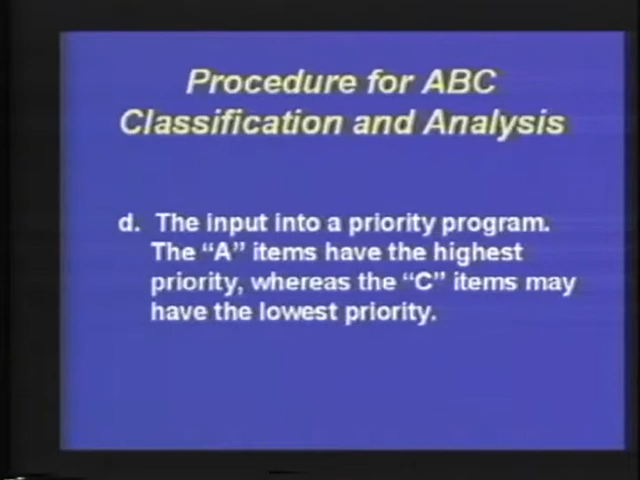 Procedure for ABC
Classification and Analysis
d. The input into a priority program.
The “A” items have the highest
priority, whereas the “C” items may
have the lowest priority.